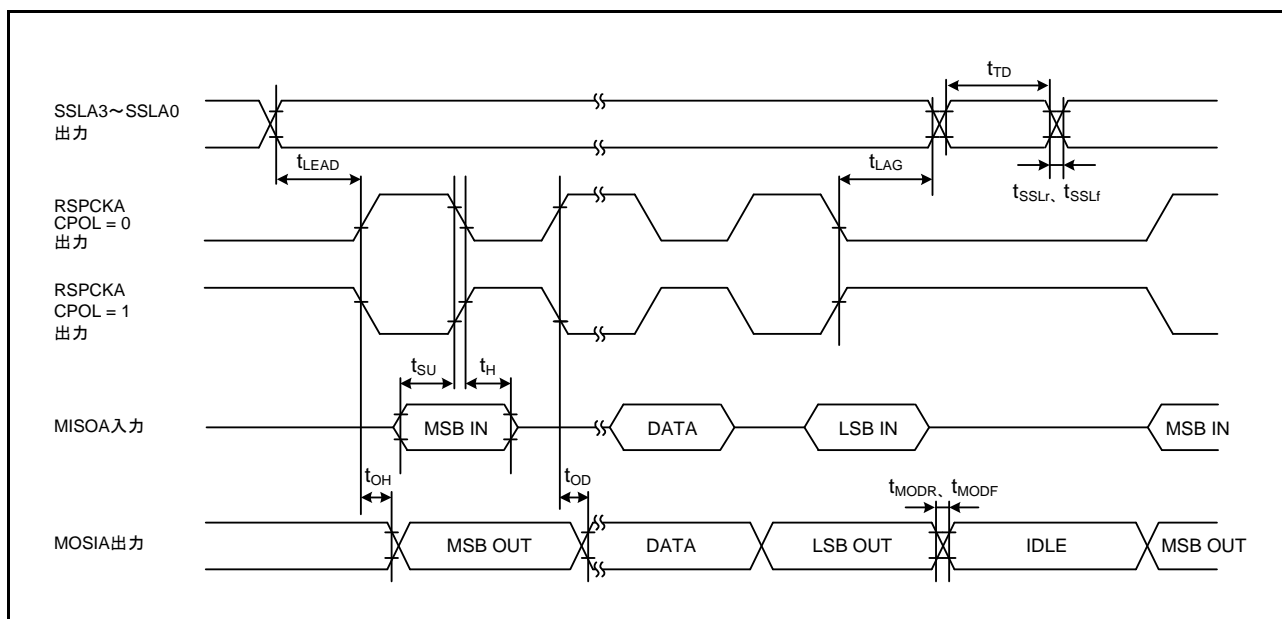 tTD
SSLA3～SSLA0
出力
tLEAD
tLAG
tSSLr、tSSLf
RSPCKA
CPOL = 0
出力
RSPCKA
CPOL = 1
出力
tSU
tH
MISOA入力
MSB IN
DATA
LSB IN
MSB IN
tOH
tOD
tMODR、tMODF
MOSIA出力
MSB OUT
DATA
LSB OUT
IDLE
MSB OUT